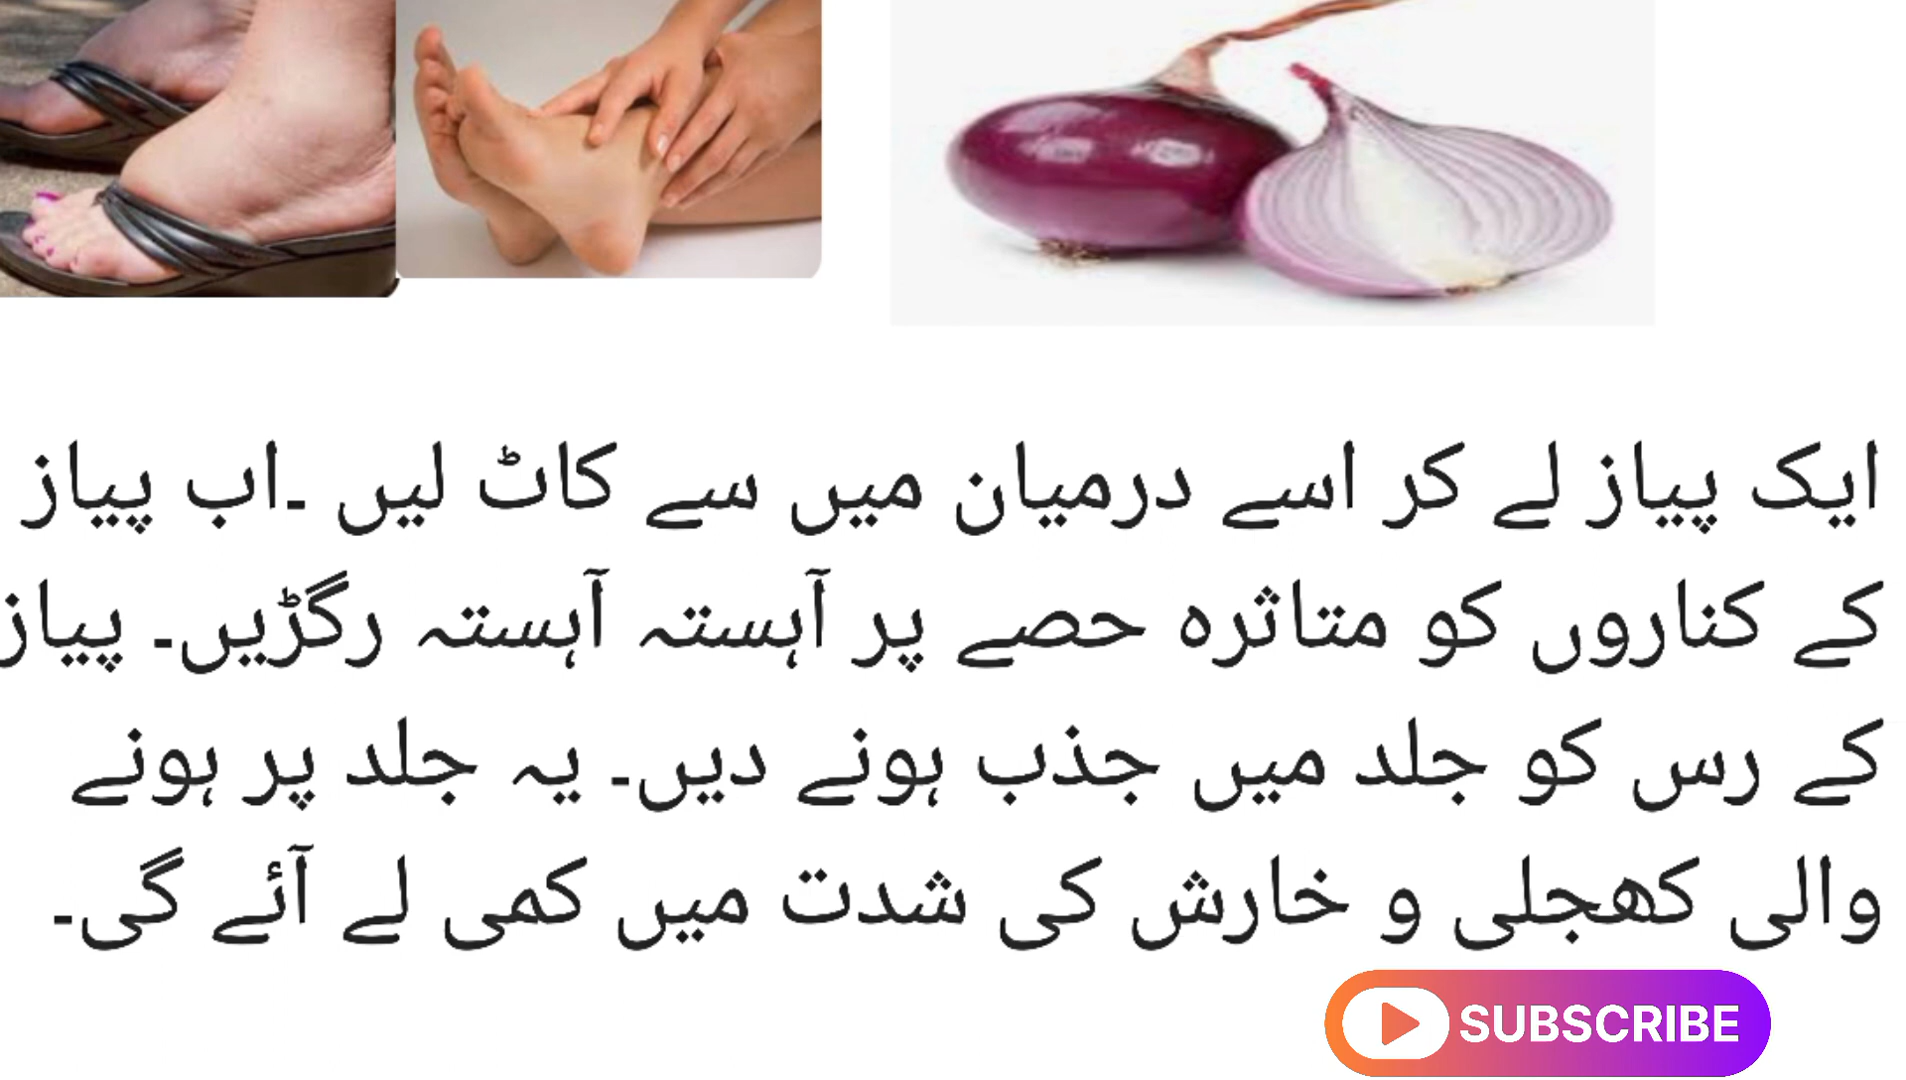 ایک پیاز لے کر اسے درمیان میں سے کاٹ لیں ۔اب پیاز
کے کناروں کو متاثرہ حصے پر آہستہ آہستہ رگڑیں۔ پیاز
کے رس کو جلد میں جذب ہونے دیں۔ یہ جلد پر ہونے
والی کھجلی و خارش کی شدت میں کمی لے آئے گی۔
SUBSCRIBE